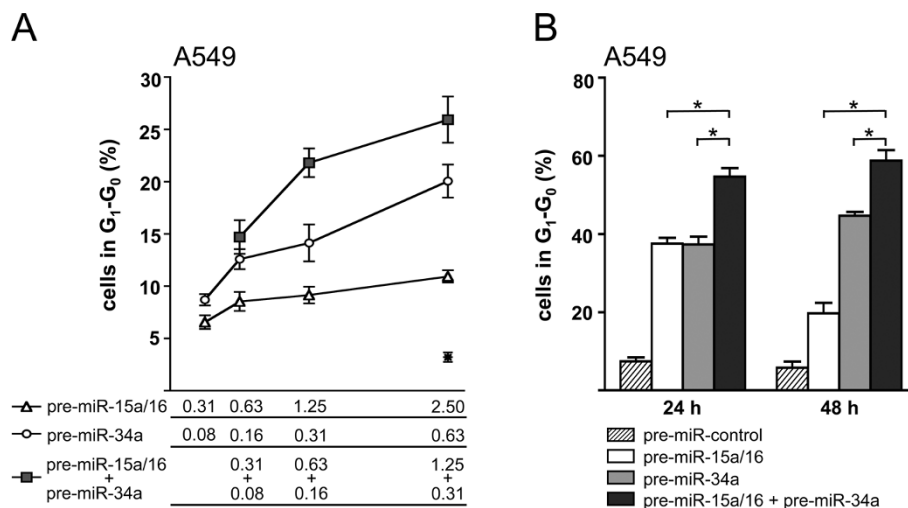 A
A549
cells in G₁-G₀ (%)
30
25
20
15
10
5
pre-miR-15a/16 0.31 0.63 1.25 2.50
pre-miR-34a 0.08 0.16 0.31 0.63
pre-miR-15a/16 0.31 0.63 1.25
+ + + +
pre-miR-34a 0.08 0.16 0.31
B
A549
cells in G₁-G₀ (%)
80
60
40
20
* *
* *
24 h 48 h
pre-miR-control
pre-miR-15a/16
pre-miR-34a
pre-miR-15a/16 + pre-miR-34a